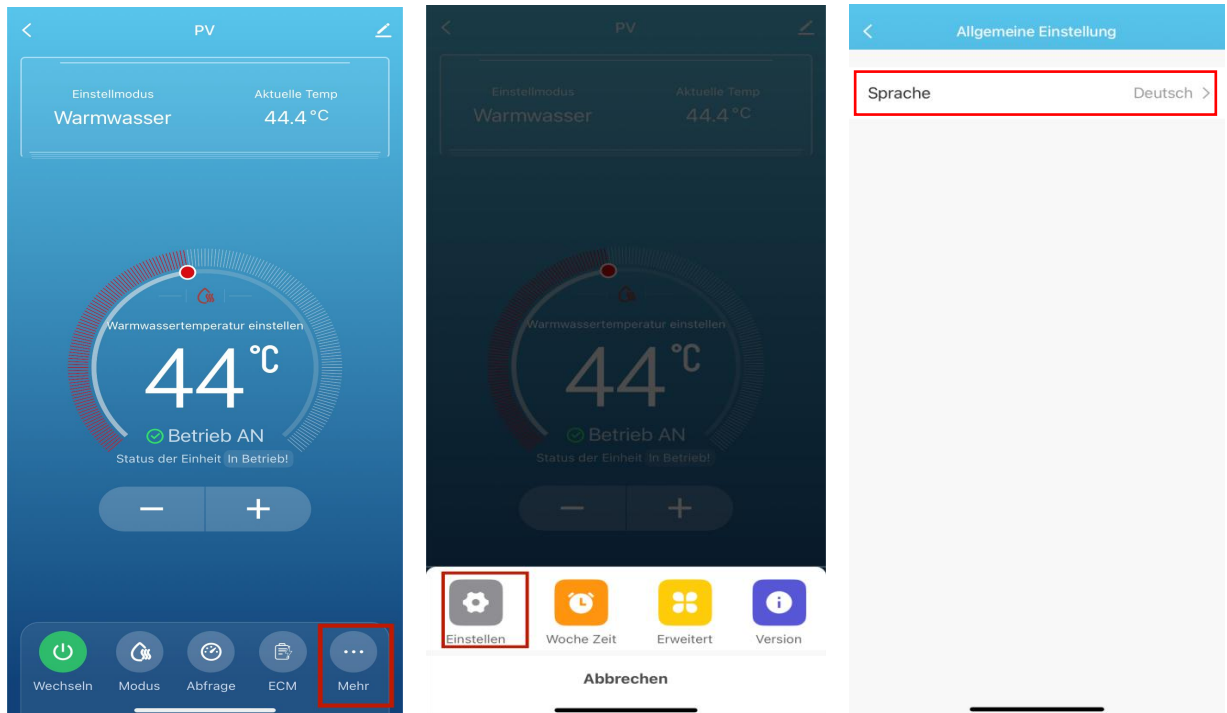 PV
Einstellmodus
Aktuelle Temp
Warmwasser
44.4°C
Warmwassertemperatur einstellen
44°C
Betrieb AN
Status der Einheit In Betrieb!
Wechseln
Modus
Abfrage
ECM
Mehr
PV
Einstellmodus
Aktuelle Temp
Warmwasser
44.4°C
Warmwassertemperatur einstellen
44°C
Betrieb AN
Status der Einheit In Betrieb!
Einstellen
Woche Zeit
Erweitert
Version
Abbrechen
Allgemeine Einstellung
Sprache
Deutsch